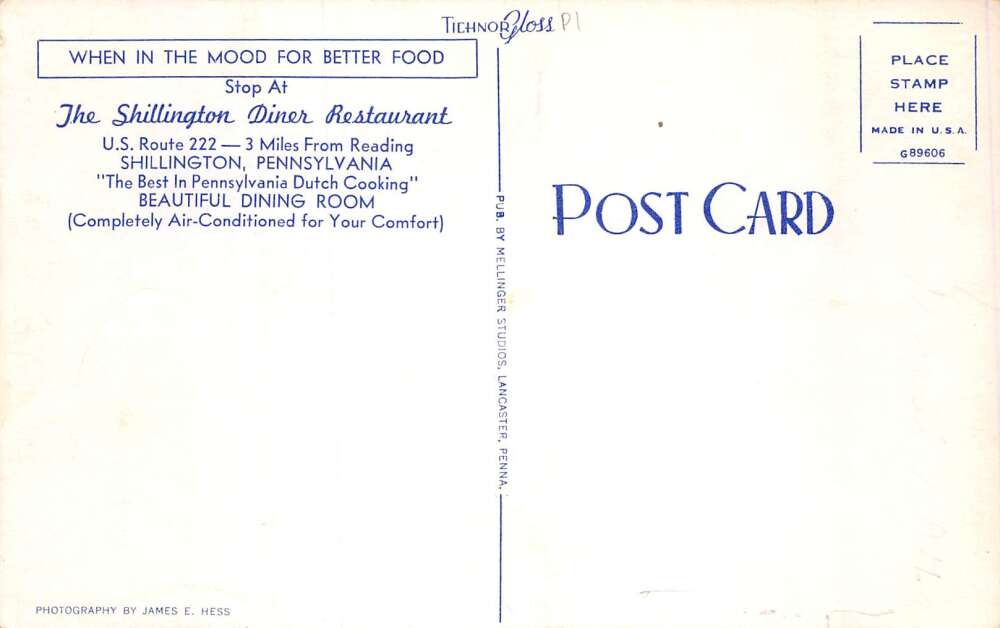 TICHNOR Gloss P1
WHEN IN THE MOOD FOR BETTER FOOD
Stop At
The Shillington Diner Restaurant
U.S. Route 222 — 3 Miles From Reading
SHILLINGTON, PENNSYLVANIA
"The Best In Pennsylvania Dutch Cooking"
BEAUTIFUL DINING ROOM
(Completely Air-Conditioned for Your Comfort)
PHOTOGRAPHY BY JAMES E. HESS
PUB. BY MELLINGER STUDIOS, LANCASTER, PENNA.
POST CARD
PLACE
STAMP
HERE
MADE IN U.S.A.
G89606